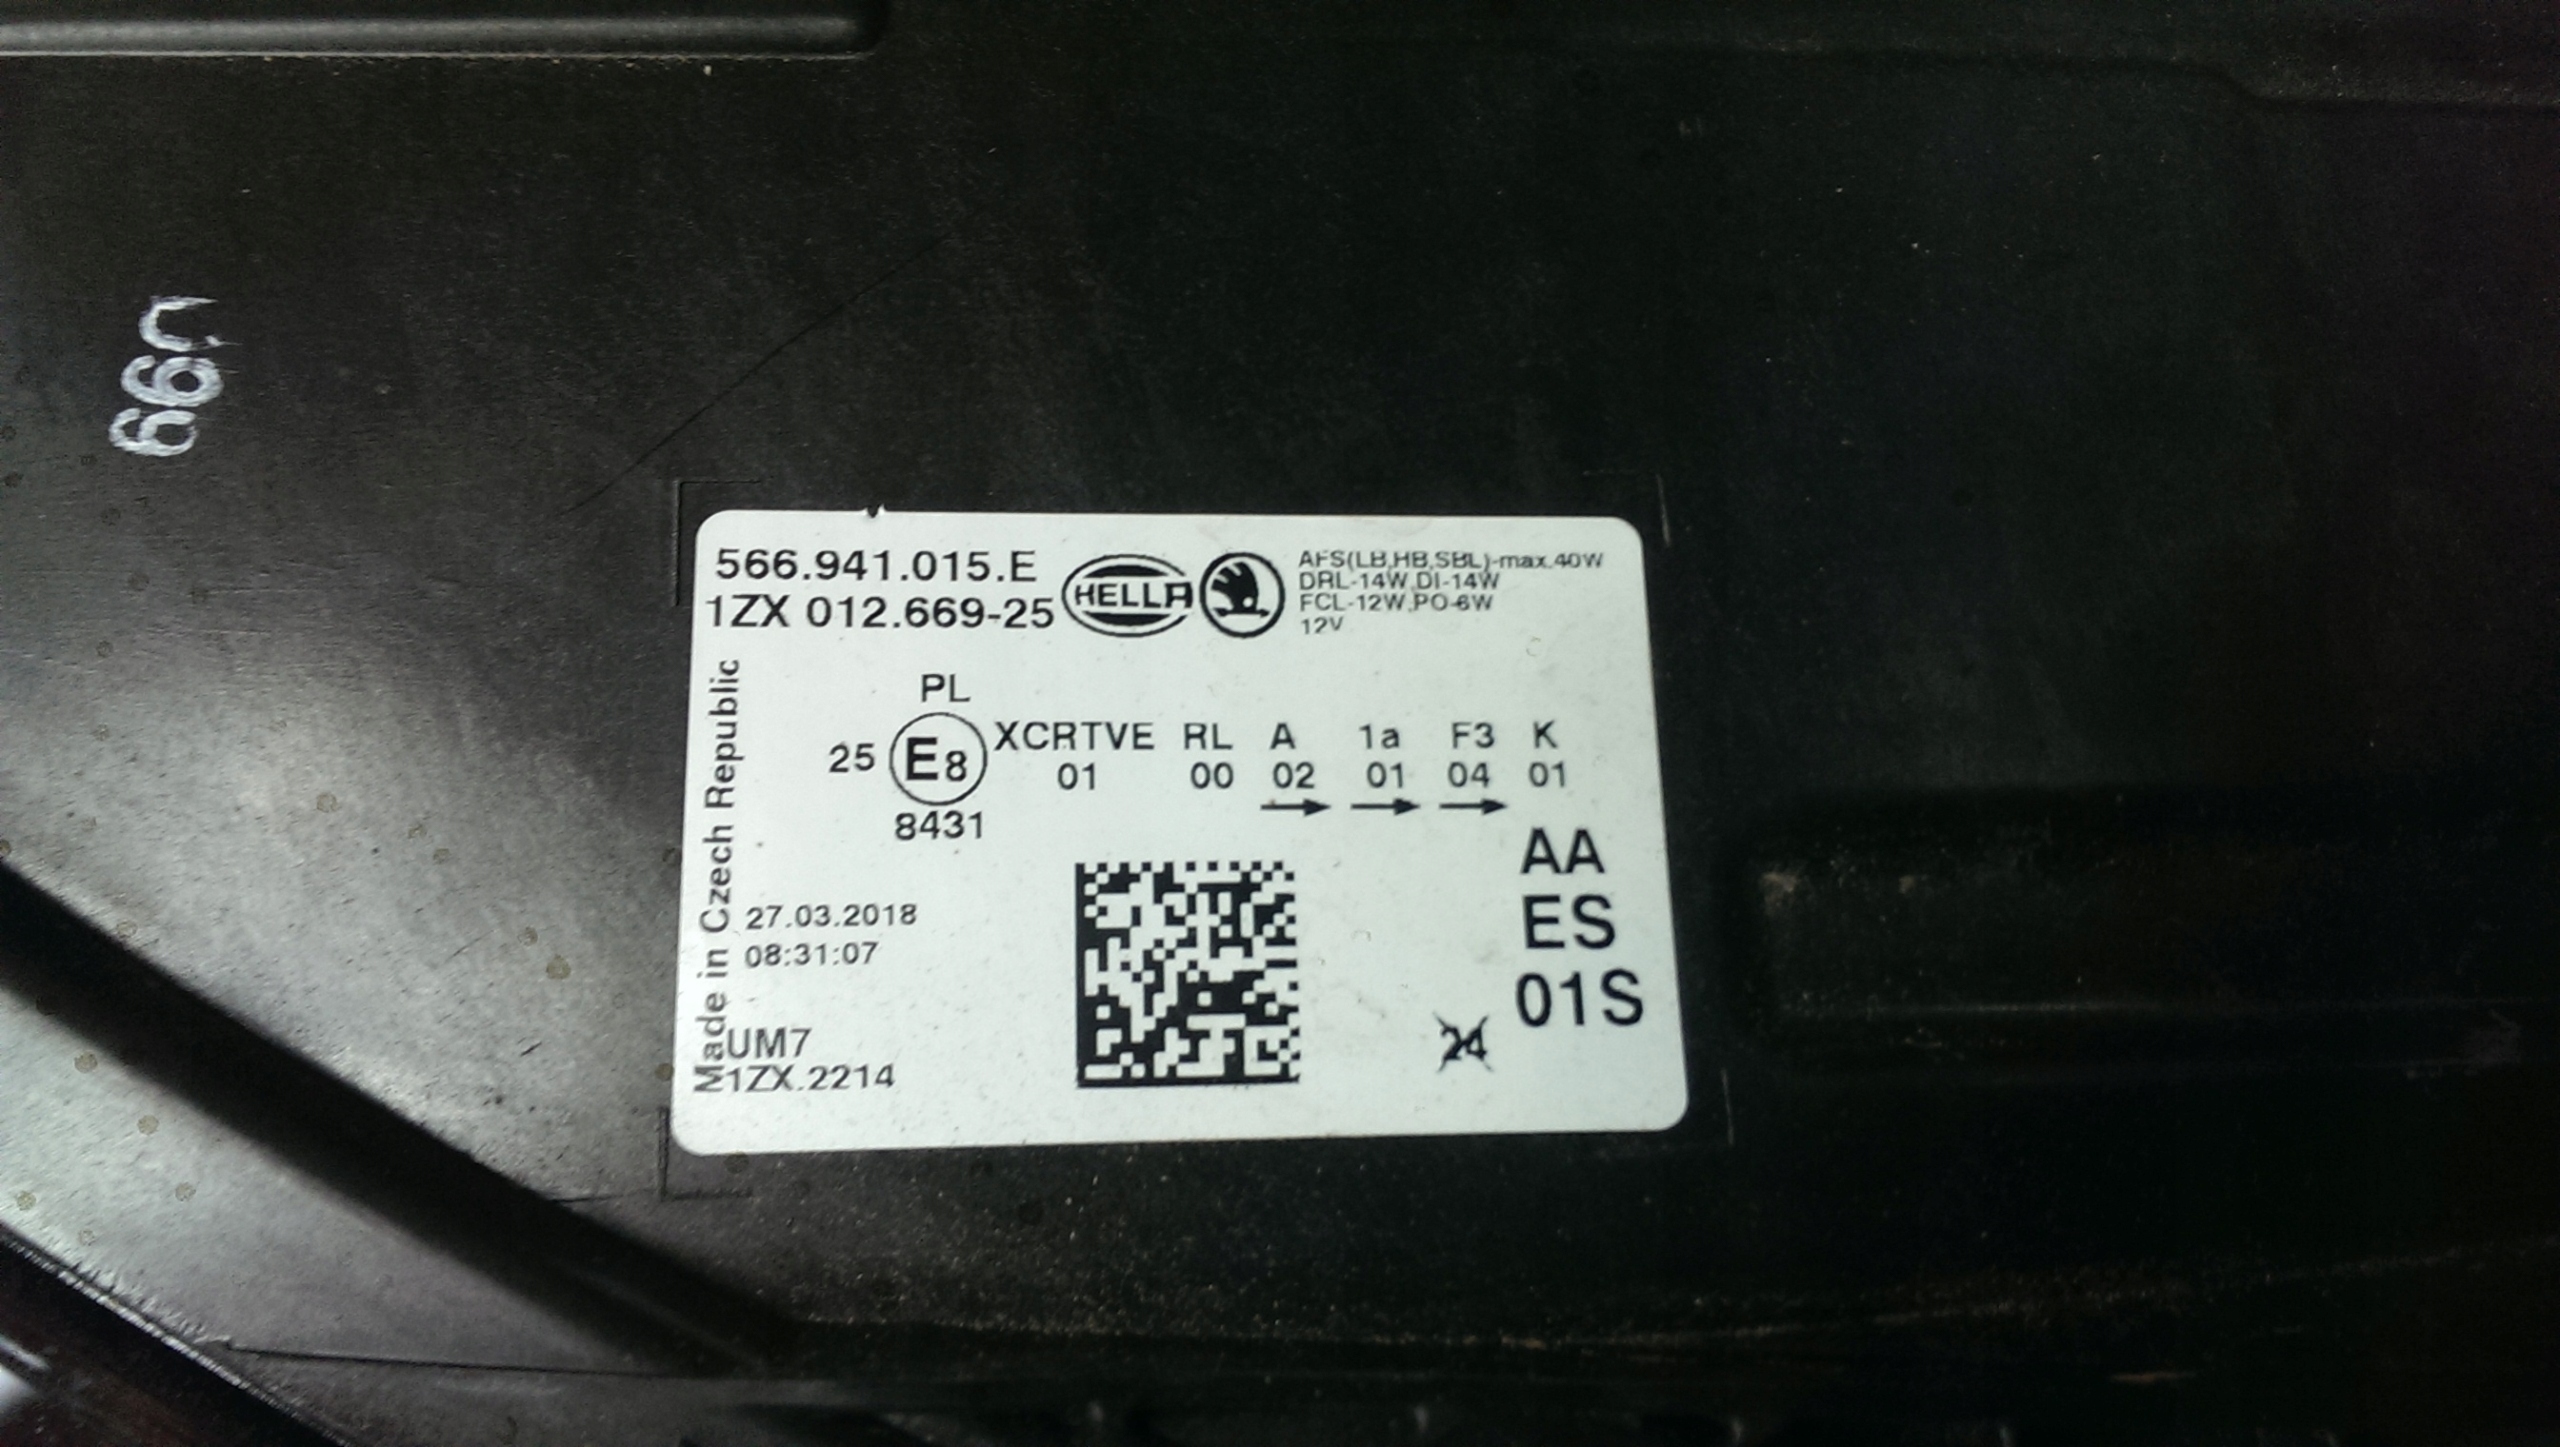 566.941.015.E
1ZX 012.669-25
HELLA
AFS(LB,HB,SBL)-max.40W
DRL-14W,DI-14W
FCL-12W,PO-6W
12V
PL
25 E8 XCRTVE RL A 1a F3 K
01 00 02 01 04 01
8431
Made in Czech Republic
27.03.2018
08:31:07
UM7
1ZX.2214
AA
ES
01S
24